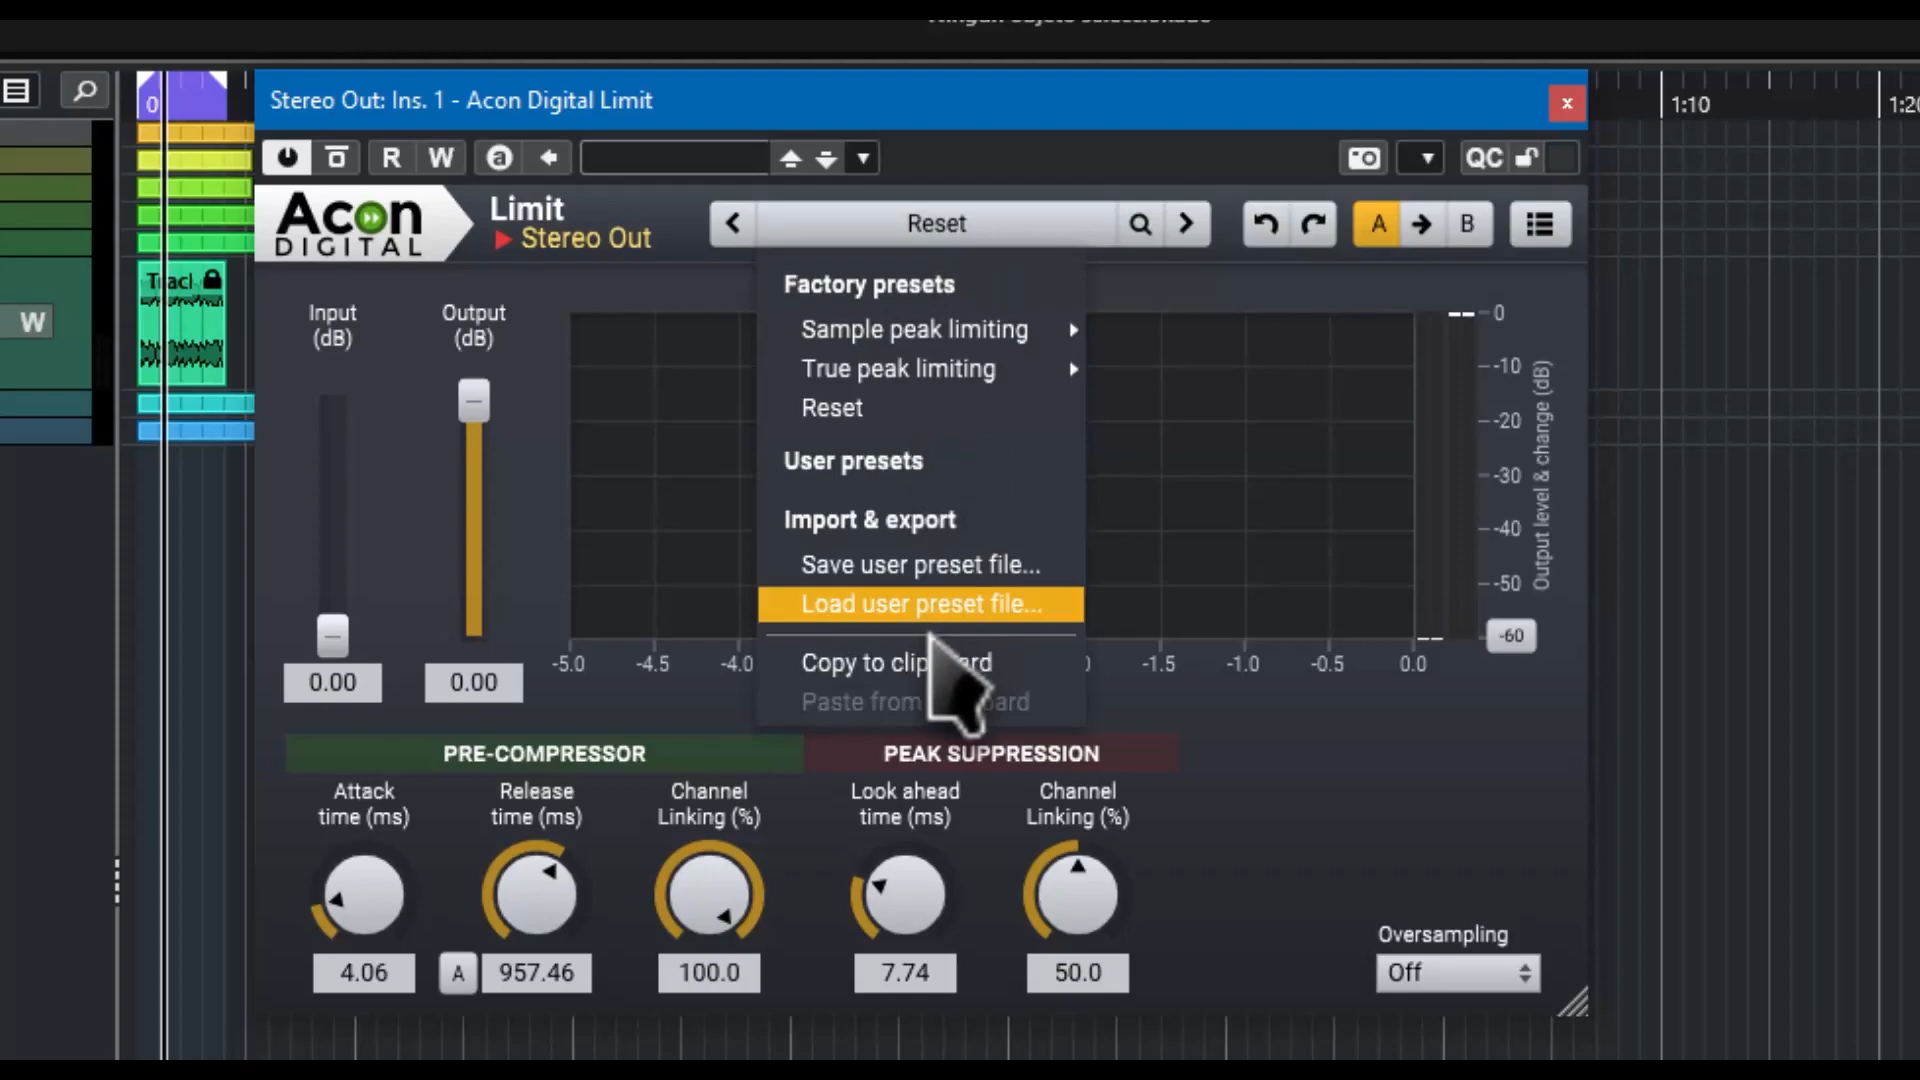 0
1:10
Stereo Out: Ins. 1 - Acon Digital Limit
x
R
W
a
QC
Acon
DIGITAL
Limit
Stereo Out
Reset
A
B
Tracl
W
Input
(dB)
Output
(dB)
0.00
0.00
Factory presets
Sample peak limiting
True peak limiting
Reset
User presets
Import & export
Save user preset file...
Load user preset file...
Copy to clip
Paste from
-5.0
-4.5
-4.0
-1.5
-1.0
-0.5
0.0
0
-10
-20
-30
-40
-50
-60
Output level & change (dB)
PRE-COMPRESSOR
PEAK SUPPRESSION
Attack
time (ms)
Release
time (ms)
Channel
Linking (%)
Look ahead
time (ms)
Channel
Linking (%)
4.06
A
957.46
100.0
7.74
50.0
Oversampling
Off